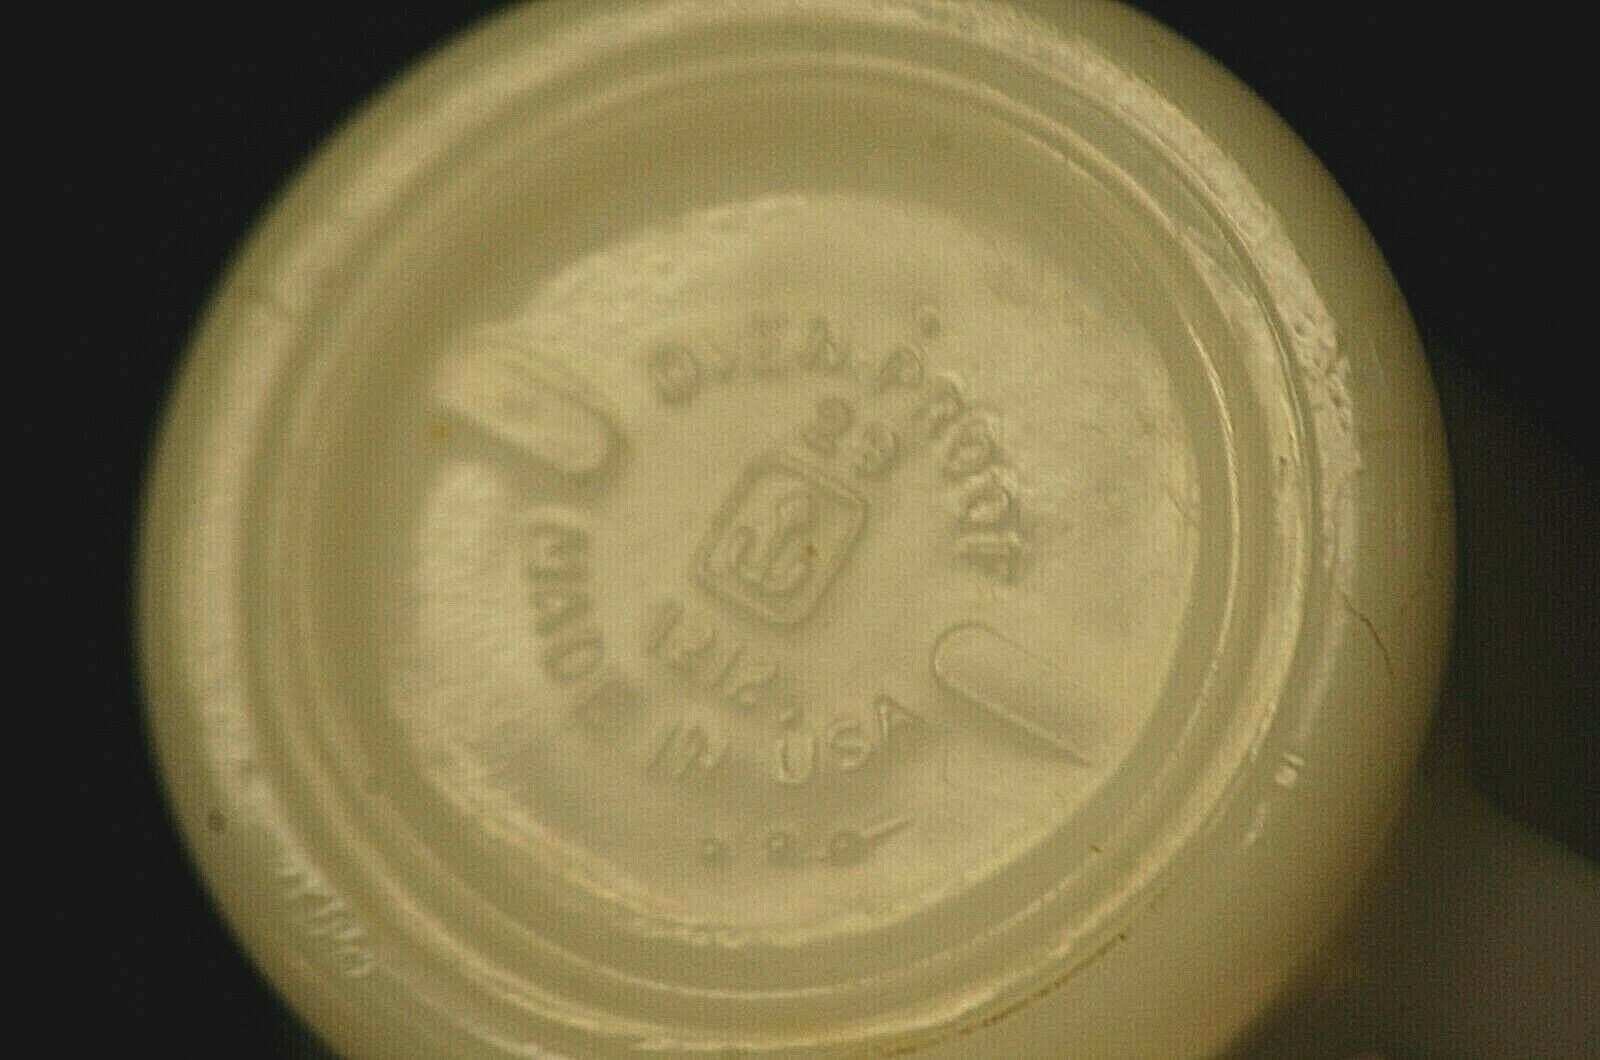 OVEN-PROOF
23
1212
MADE IN USA